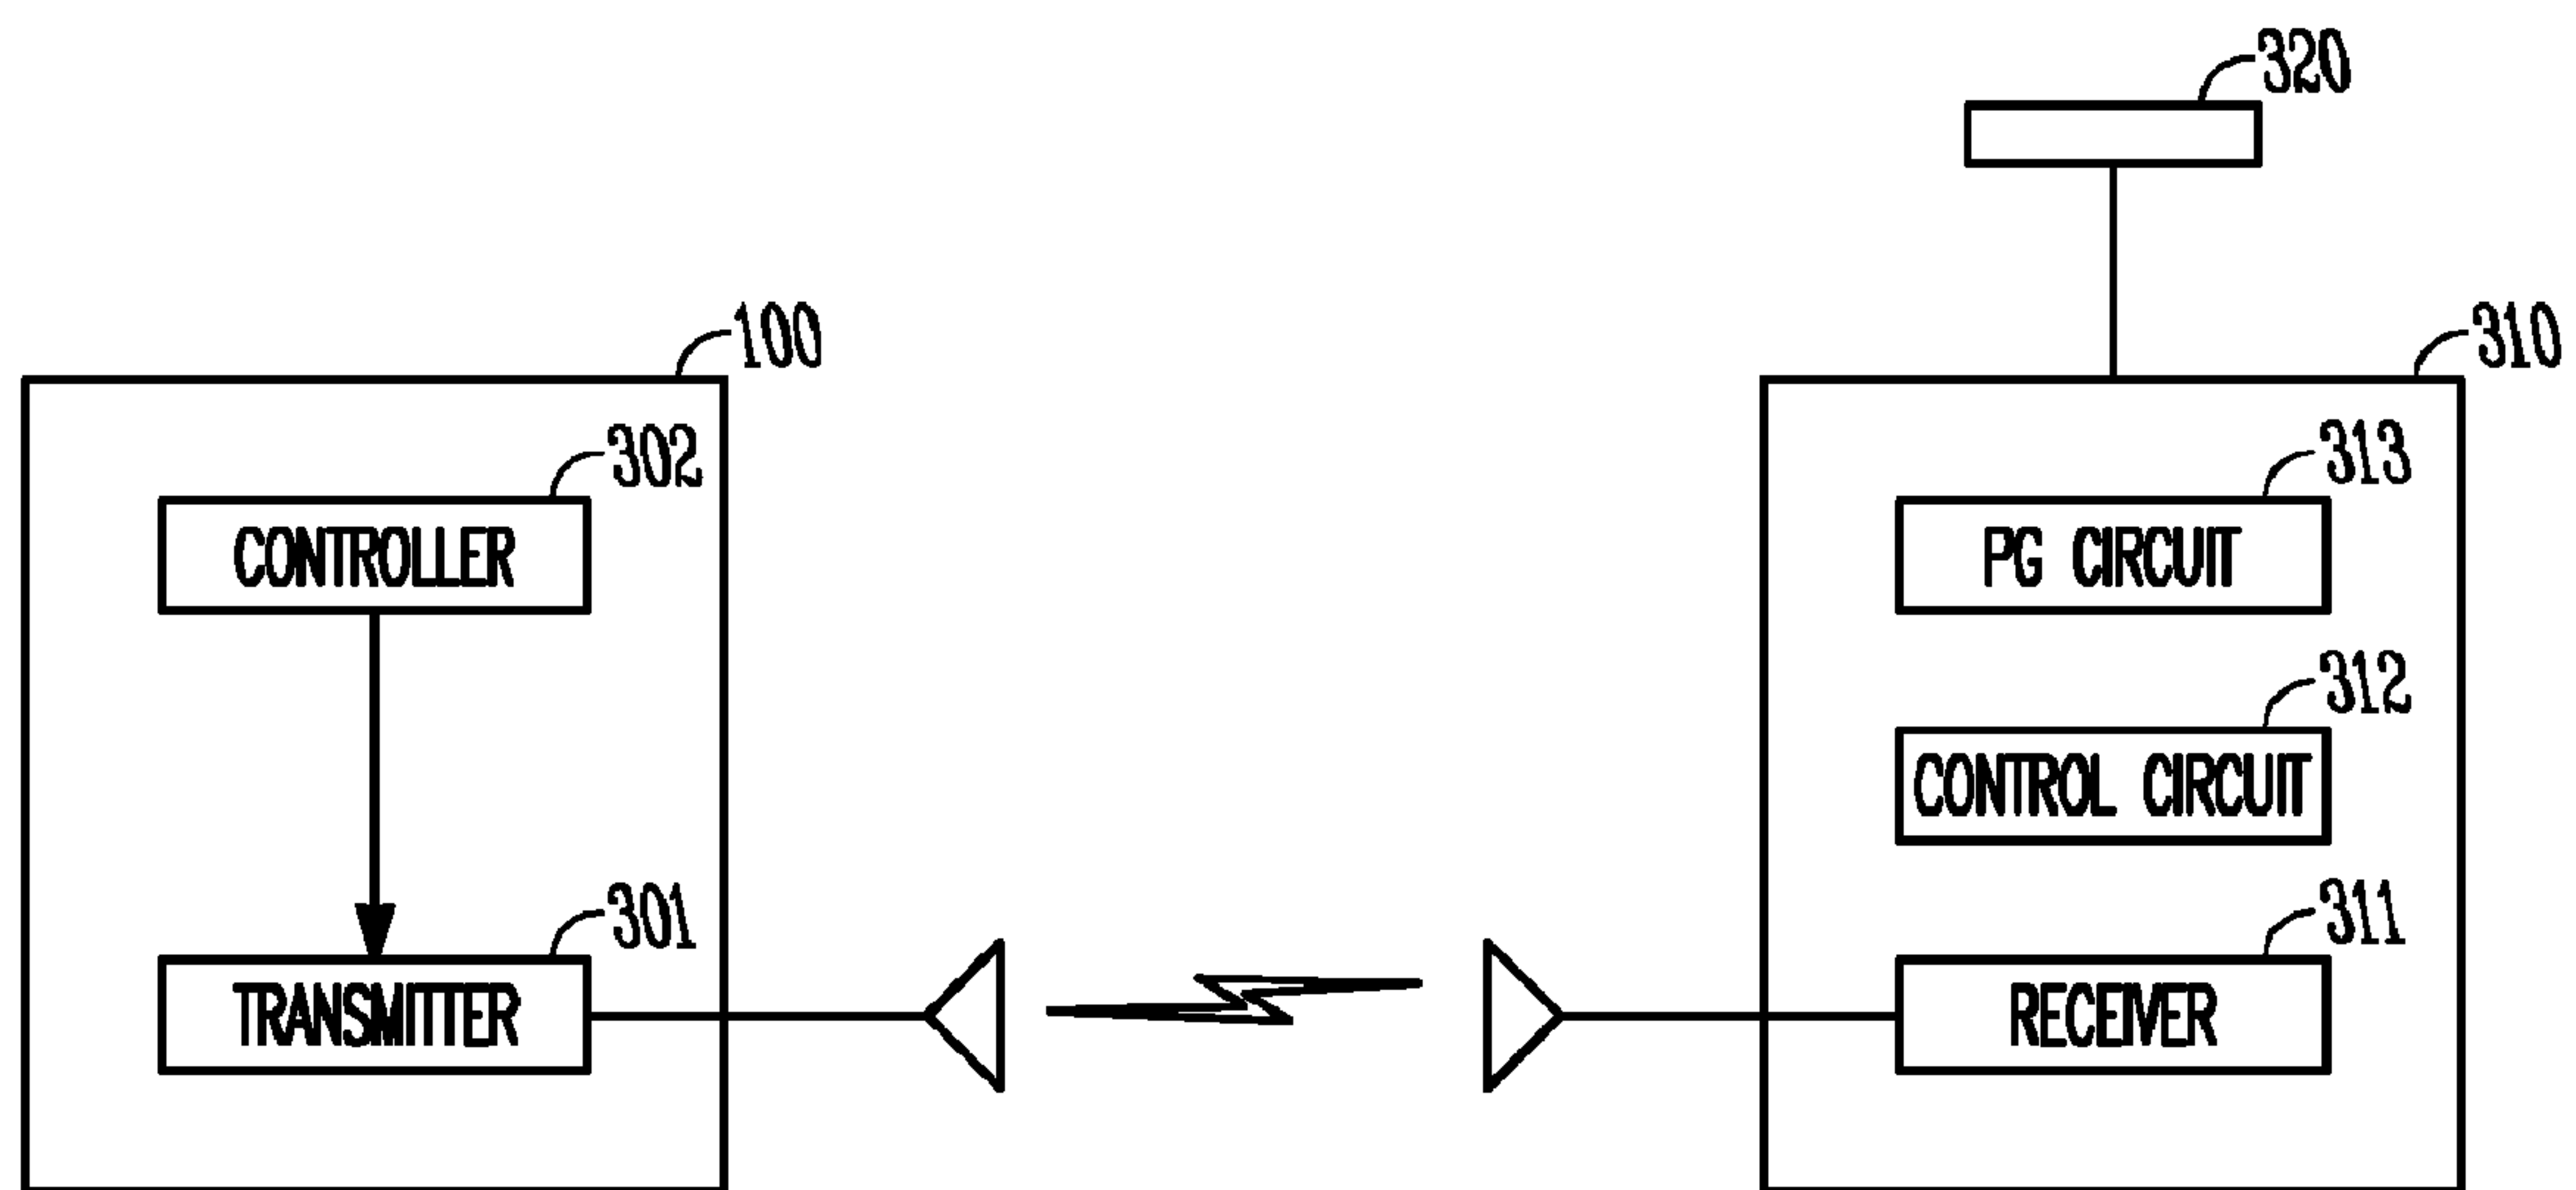 320
100
310
302
CONTROLLER
313
PG CIRCUIT
312
CONTROL CIRCUIT
301
TRANSMITTER
311
RECEIVER